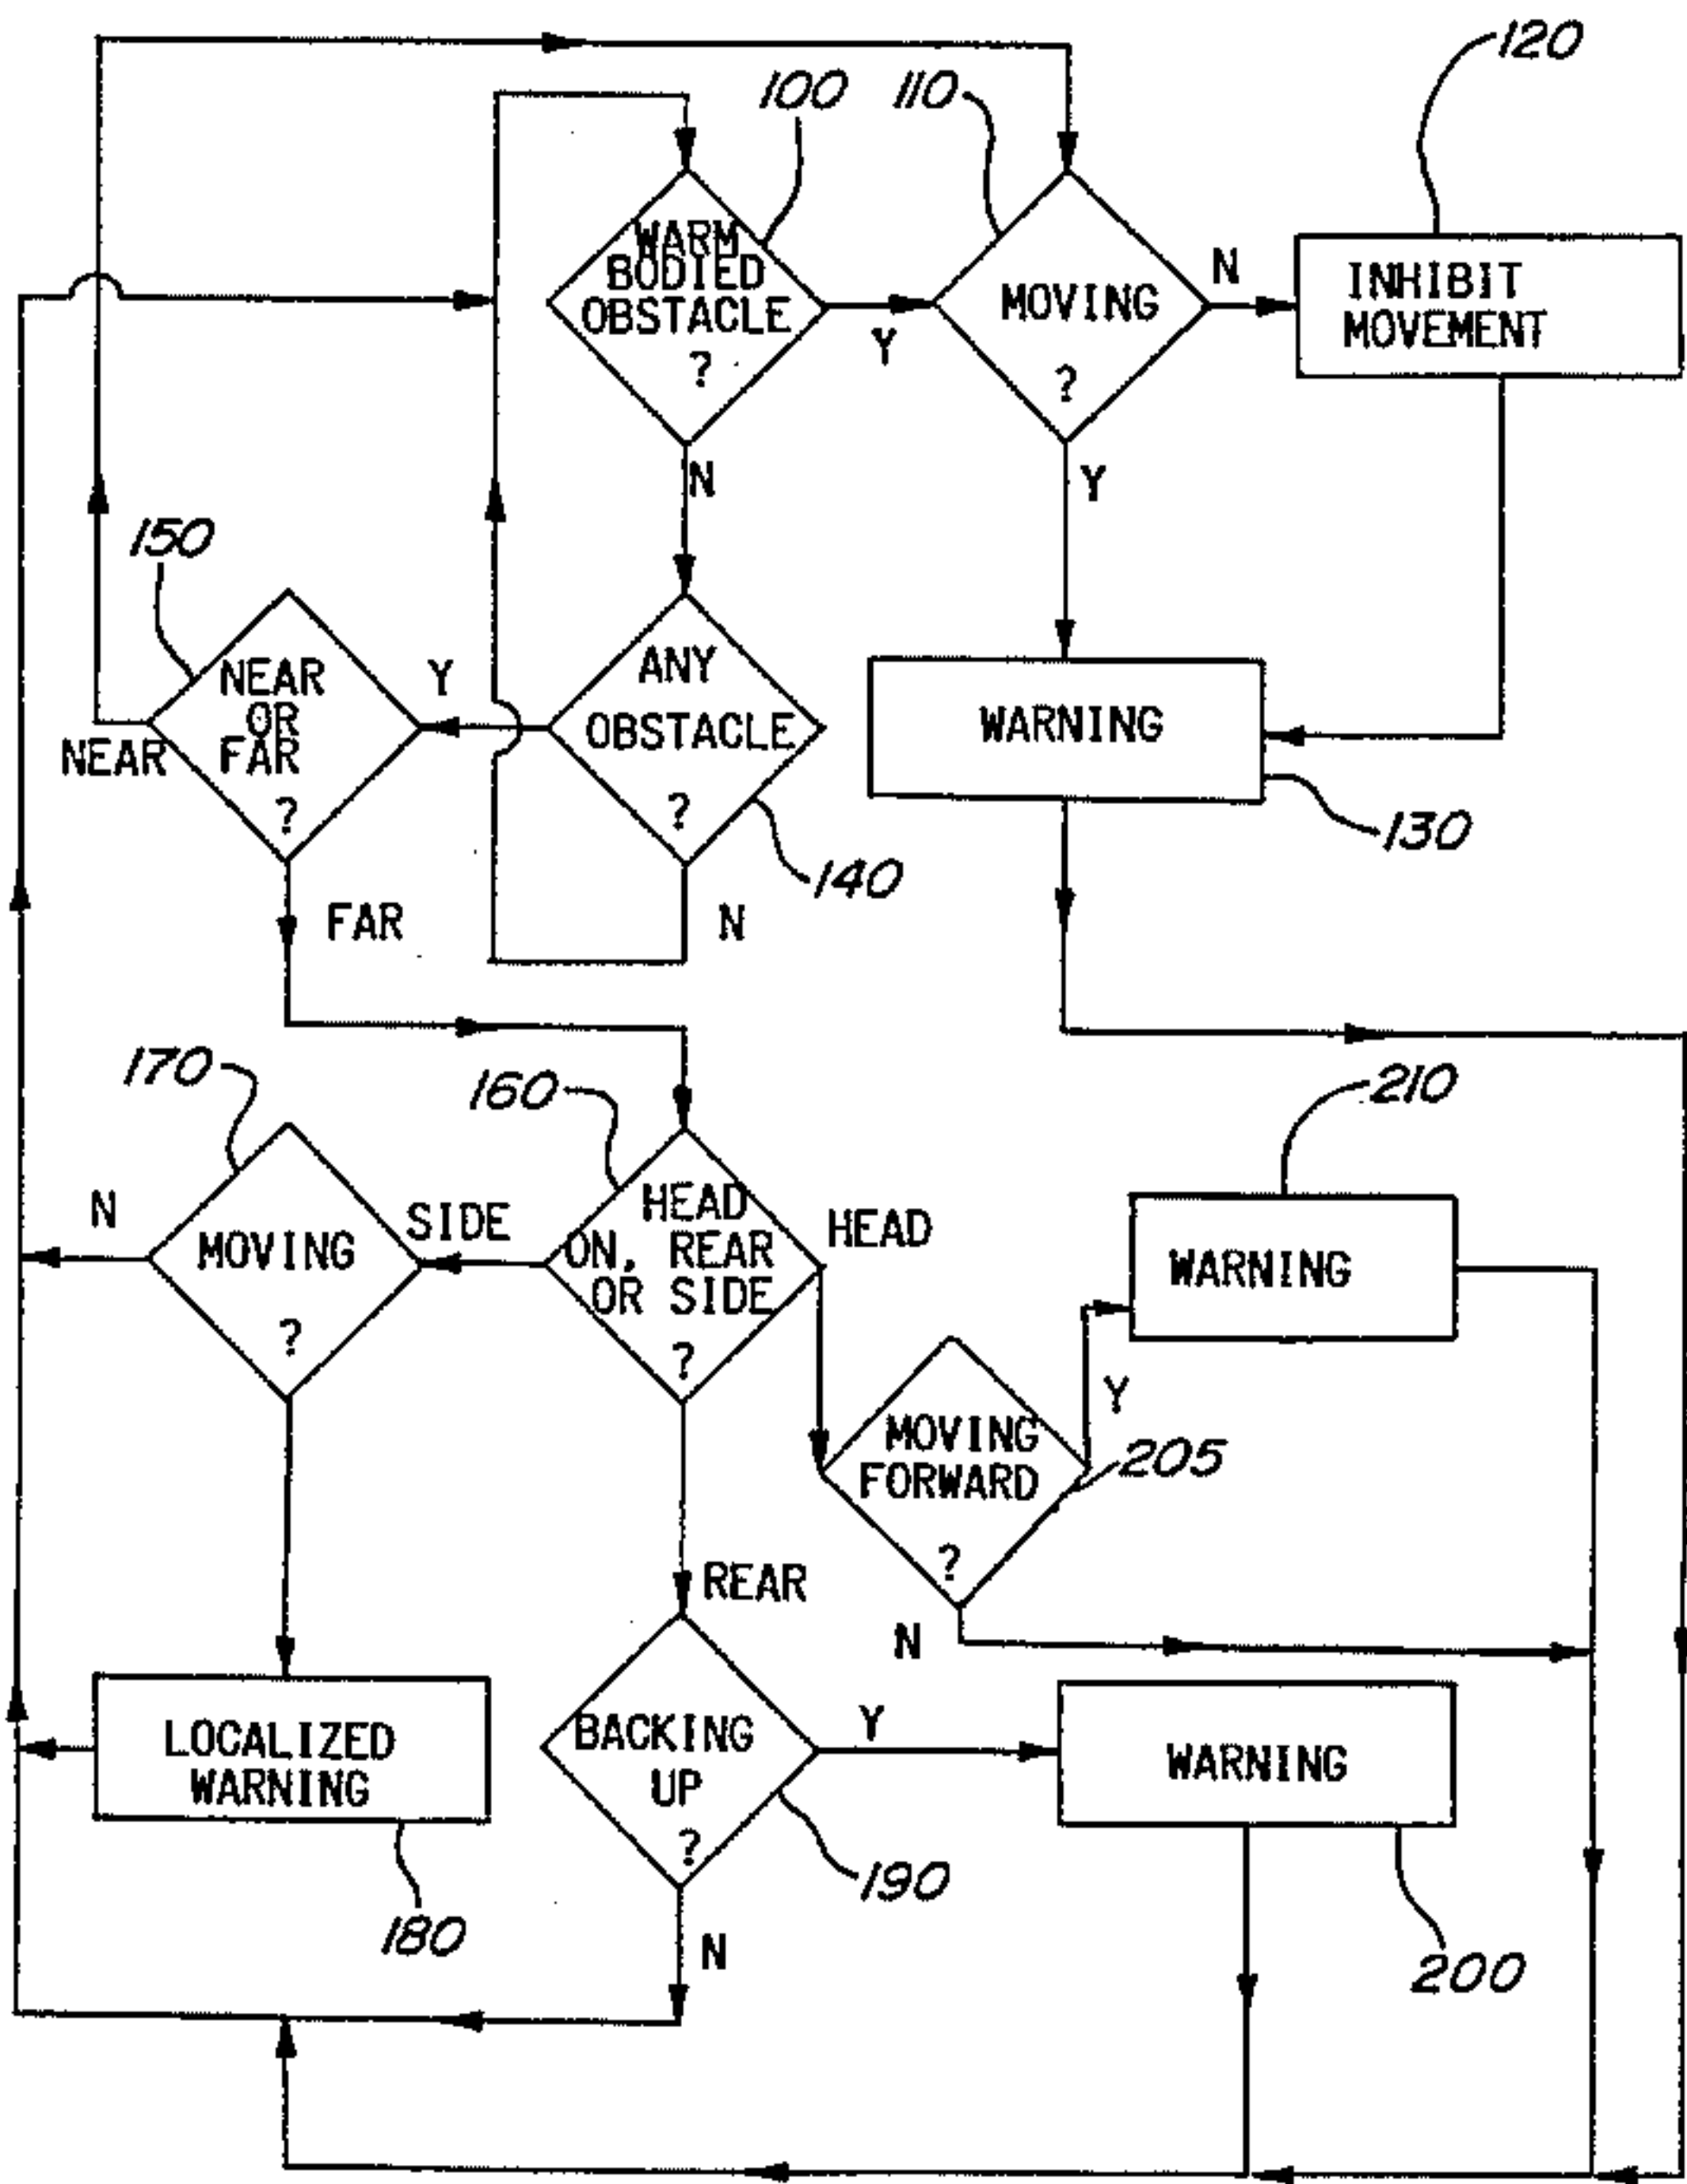 120
100
110
WARM
BODIED
OBSTACLE
?
Y
MOVING
?
N
INHIBIT
MOVEMENT
N
Y
150
NEAR
OR
FAR
?
NEAR
Y
ANY
OBSTACLE
?
WARNING
130
140
FAR
N
170
160
210
N
MOVING
?
SIDE
HEAD
ON, REAR
OR SIDE
?
HEAD
WARNING
Y
MOVING
FORWARD
?
205
REAR
N
LOCALIZED
WARNING
BACKING
UP
?
Y
WARNING
180
190
N
200